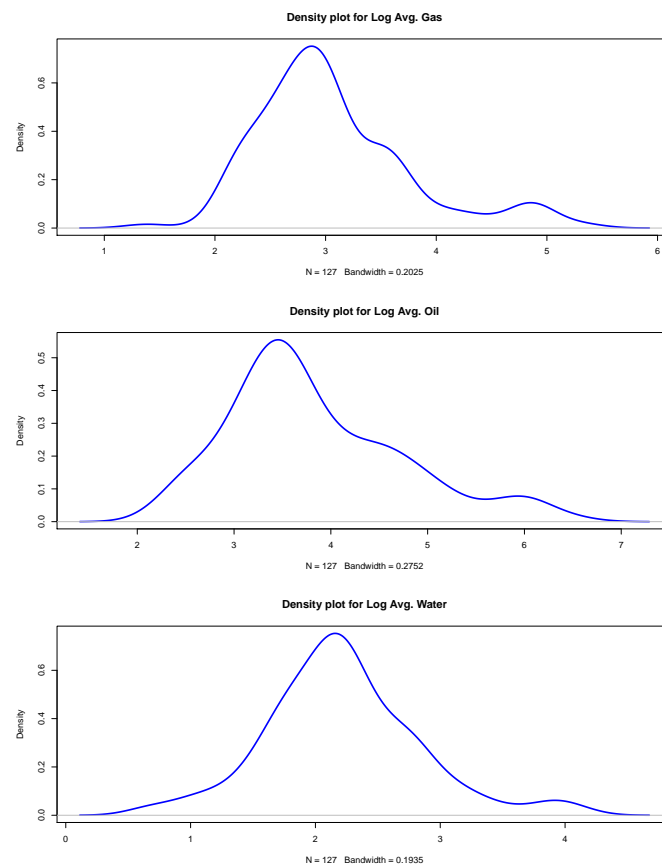 Density plot for Log Avg. Gas
Density
0.0 0.2 0.4 0.6
1 2 3 4 5 6
N = 127 Bandwidth = 0.2025
Density plot for Log Avg. Oil
Density
0.0 0.1 0.2 0.3 0.4 0.5
2 3 4 5 6 7
N = 127 Bandwidth = 0.2752
Density plot for Log Avg. Water
Density
0.0 0.2 0.4 0.6
0 1 2 3 4
N = 127 Bandwidth = 0.1935